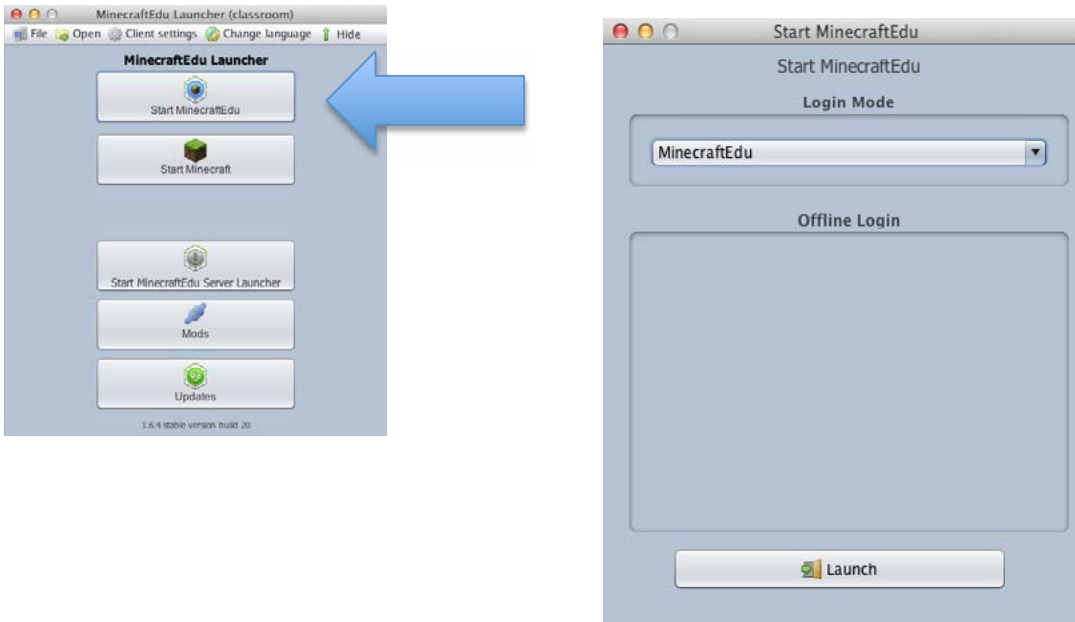 MinecraftEdu Launcher (classroom)
File Open Client settings Change language Hide
MinecraftEdu Launcher
Start MinecraftEdu
Start Minecraft
Start MinecraftEdu Server Launcher
Mods
Updates
1.6.4 stable version build 20
Start MinecraftEdu
Start MinecraftEdu
Login Mode
MinecraftEdu
Offline Login
Launch